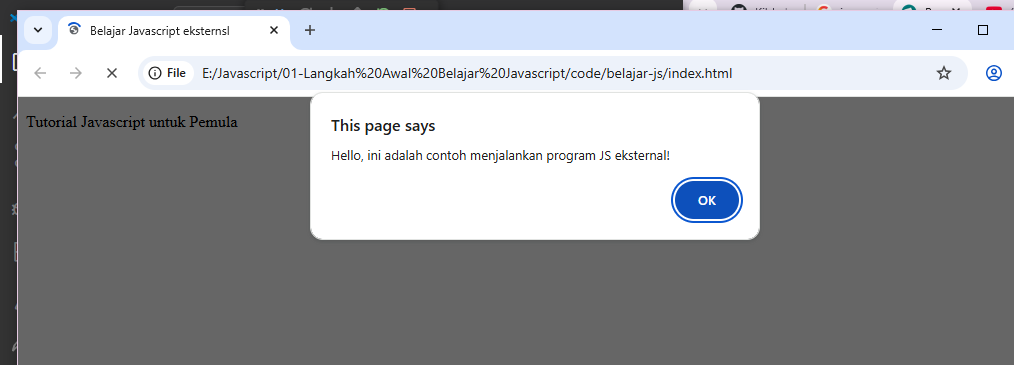 Belajar Javascript eksternsl
File
E:/Javascript/01-Langkah%20Awal%20Belajar%20Javascript/code/belajar-js/index.html
Tutorial Javascript untuk Pemula
This page says
Hello, ini adalah contoh menjalankan program JS eksternal!
OK